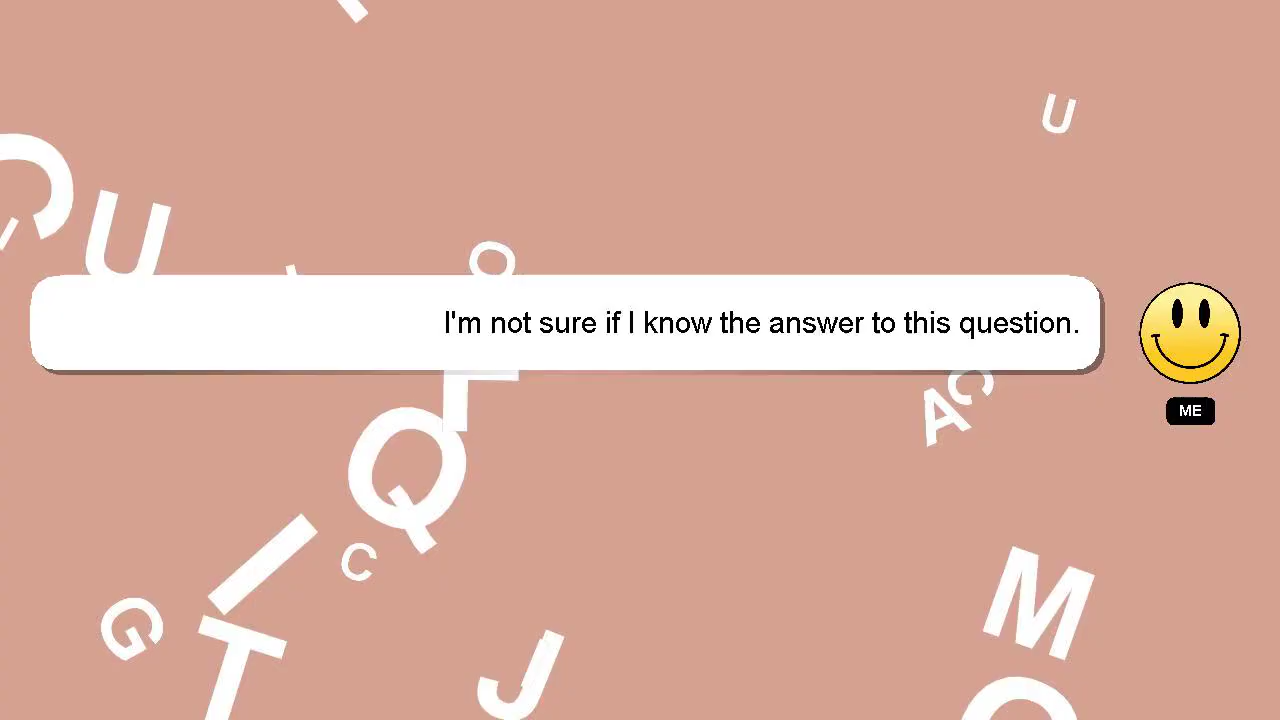 U
U
O
I'm not sure if I know the answer to this question.
ME
C
A
Q
I
C
M
G
T
J